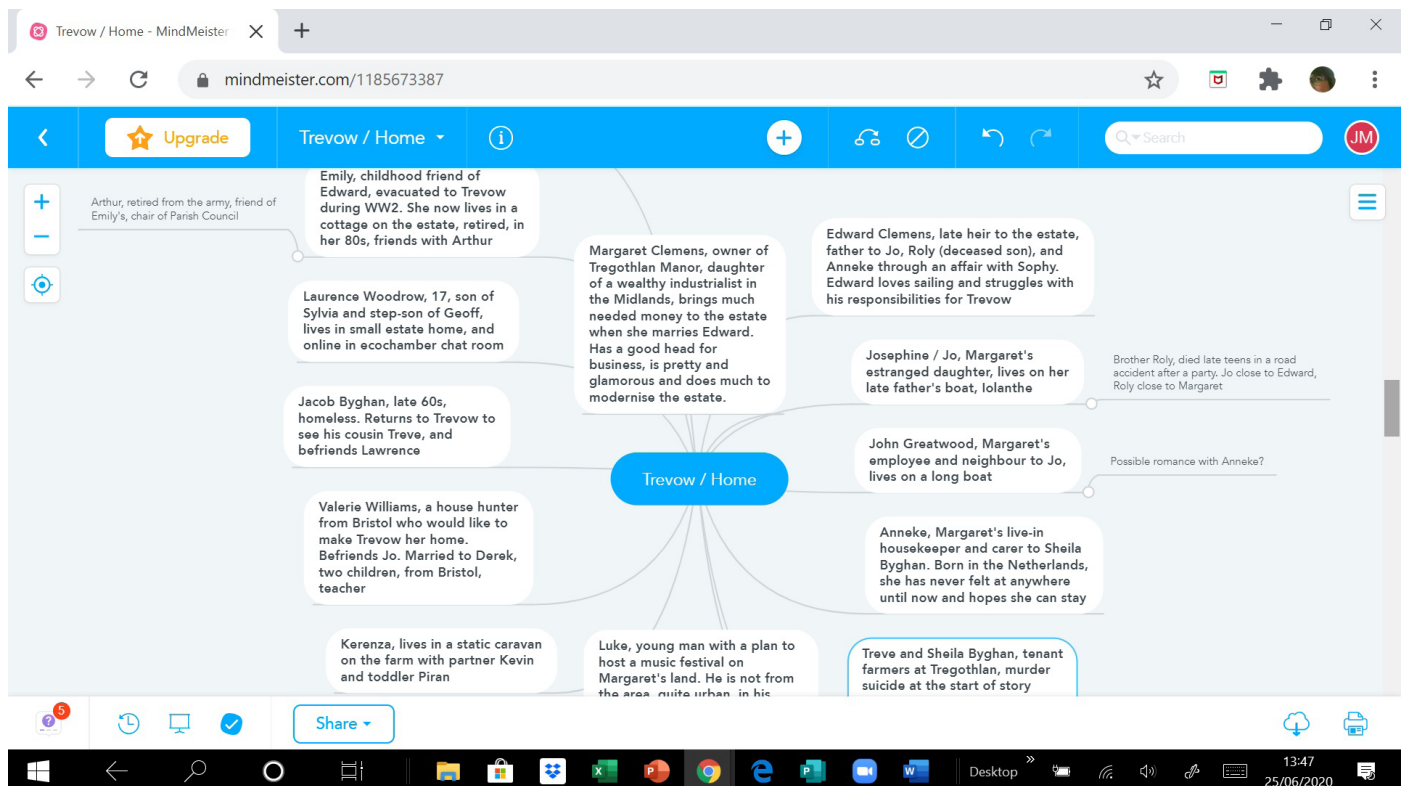 Trevow / Home - MindMeister
mindmeister.com/1185673387
Upgrade
Trevow / Home
Search
JM
Arthur, retired from the army, friend of
Emily's, chair of Parish Council
Emily, childhood friend of
Edward, evacuated to Trevow
during WW2. She now lives in a
cottage on the estate, retired, in
her 80s, friends with Arthur
Laurence Woodrow, 17, son of
Sylvia and step-son of Geoff,
lives in small estate home, and
online in ecochamber chat room
Jacob Byghan, late 60s,
homeless. Returns to Trevow to
see his cousin Treve, and
befriends Lawrence
Valerie Williams, a house hunter
from Bristol who would like to
make Trevow her home.
Befriends Jo. Married to Derek,
two children, from Bristol,
teacher
Kerenza, lives in a static caravan
on the farm with partner Kevin
and toddler Piran
Margaret Clemens, owner of
Tregothlan Manor, daughter
of a wealthy industrialist in
the Midlands, brings much
needed money to the estate
when she marries Edward.
Has a good head for
business, is pretty and
glamorous and does much to
modernise the estate.
Trevow / Home
Luke, young man with a plan to
host a music festival on
Margaret's land. He is not from
the area, quite urban, in his
Edward Clemens, late heir to the estate,
father to Jo, Roly (deceased son), and
Anneke through an affair with Sophy.
Edward loves sailing and struggles with
his responsibilities for Trevow
Josephine / Jo, Margaret's
estranged daughter, lives on her
late father's boat, Iolanthe
Brother Roly, died late teens in a road
accident after a party. Jo close to Edward,
Roly close to Margaret
John Greatwood, Margaret's
employee and neighbour to Jo,
lives on a long boat
Possible romance with Anneke?
Anneke, Margaret's live-in
housekeeper and carer to Sheila
Byghan. Born in the Netherlands,
she has never felt at anywhere
until now and hopes she can stay
Treve and Sheila Byghan, tenant
farmers at Tregothlan, murder
suicide at the start of story
5
Share
Desktop
13:47
25/06/2020